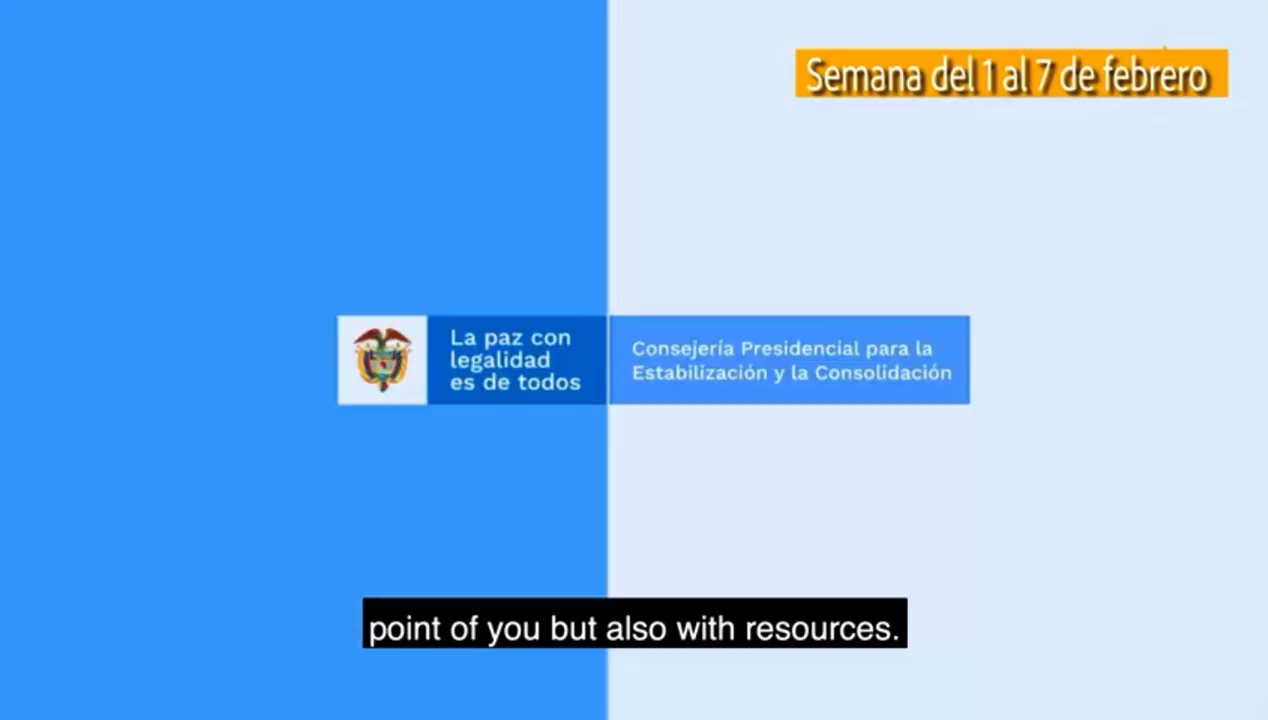 Semana del 1 al 7 de febrero
La paz con
legalidad
es de todos
Consejería Presidencial para la
Estabilización y la Consolidación
point of you but also with resources.